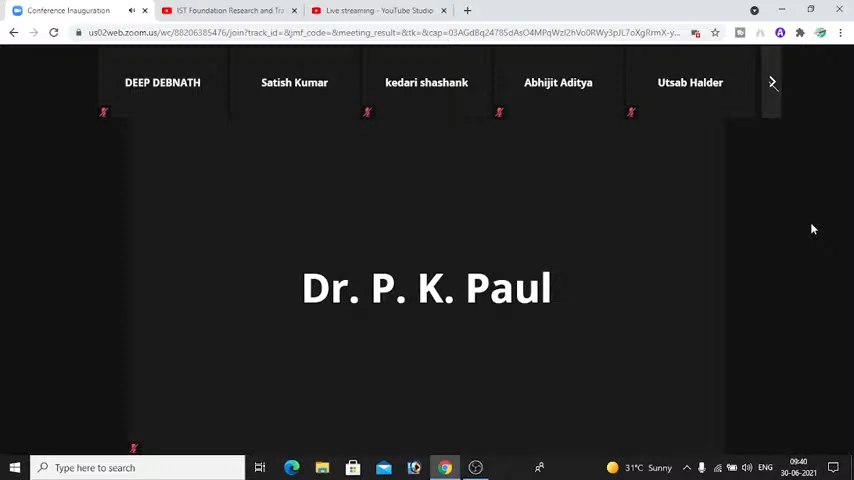 Conference Inauguration
IST Foundation Research and Tra
Live streaming - YouTube Studio
us02web.zoom.us/wc/88206385476/join?track_id=&jmf_code=&meeting_result=&tk=&cap=
DEEP DEBNATH
Satish Kumar
kedari shashank
Abhijit Aditya
Utsab Halder
Dr. P. K. Paul
Type here to search
31°C Sunny
ENG
09:40
30-06-2021